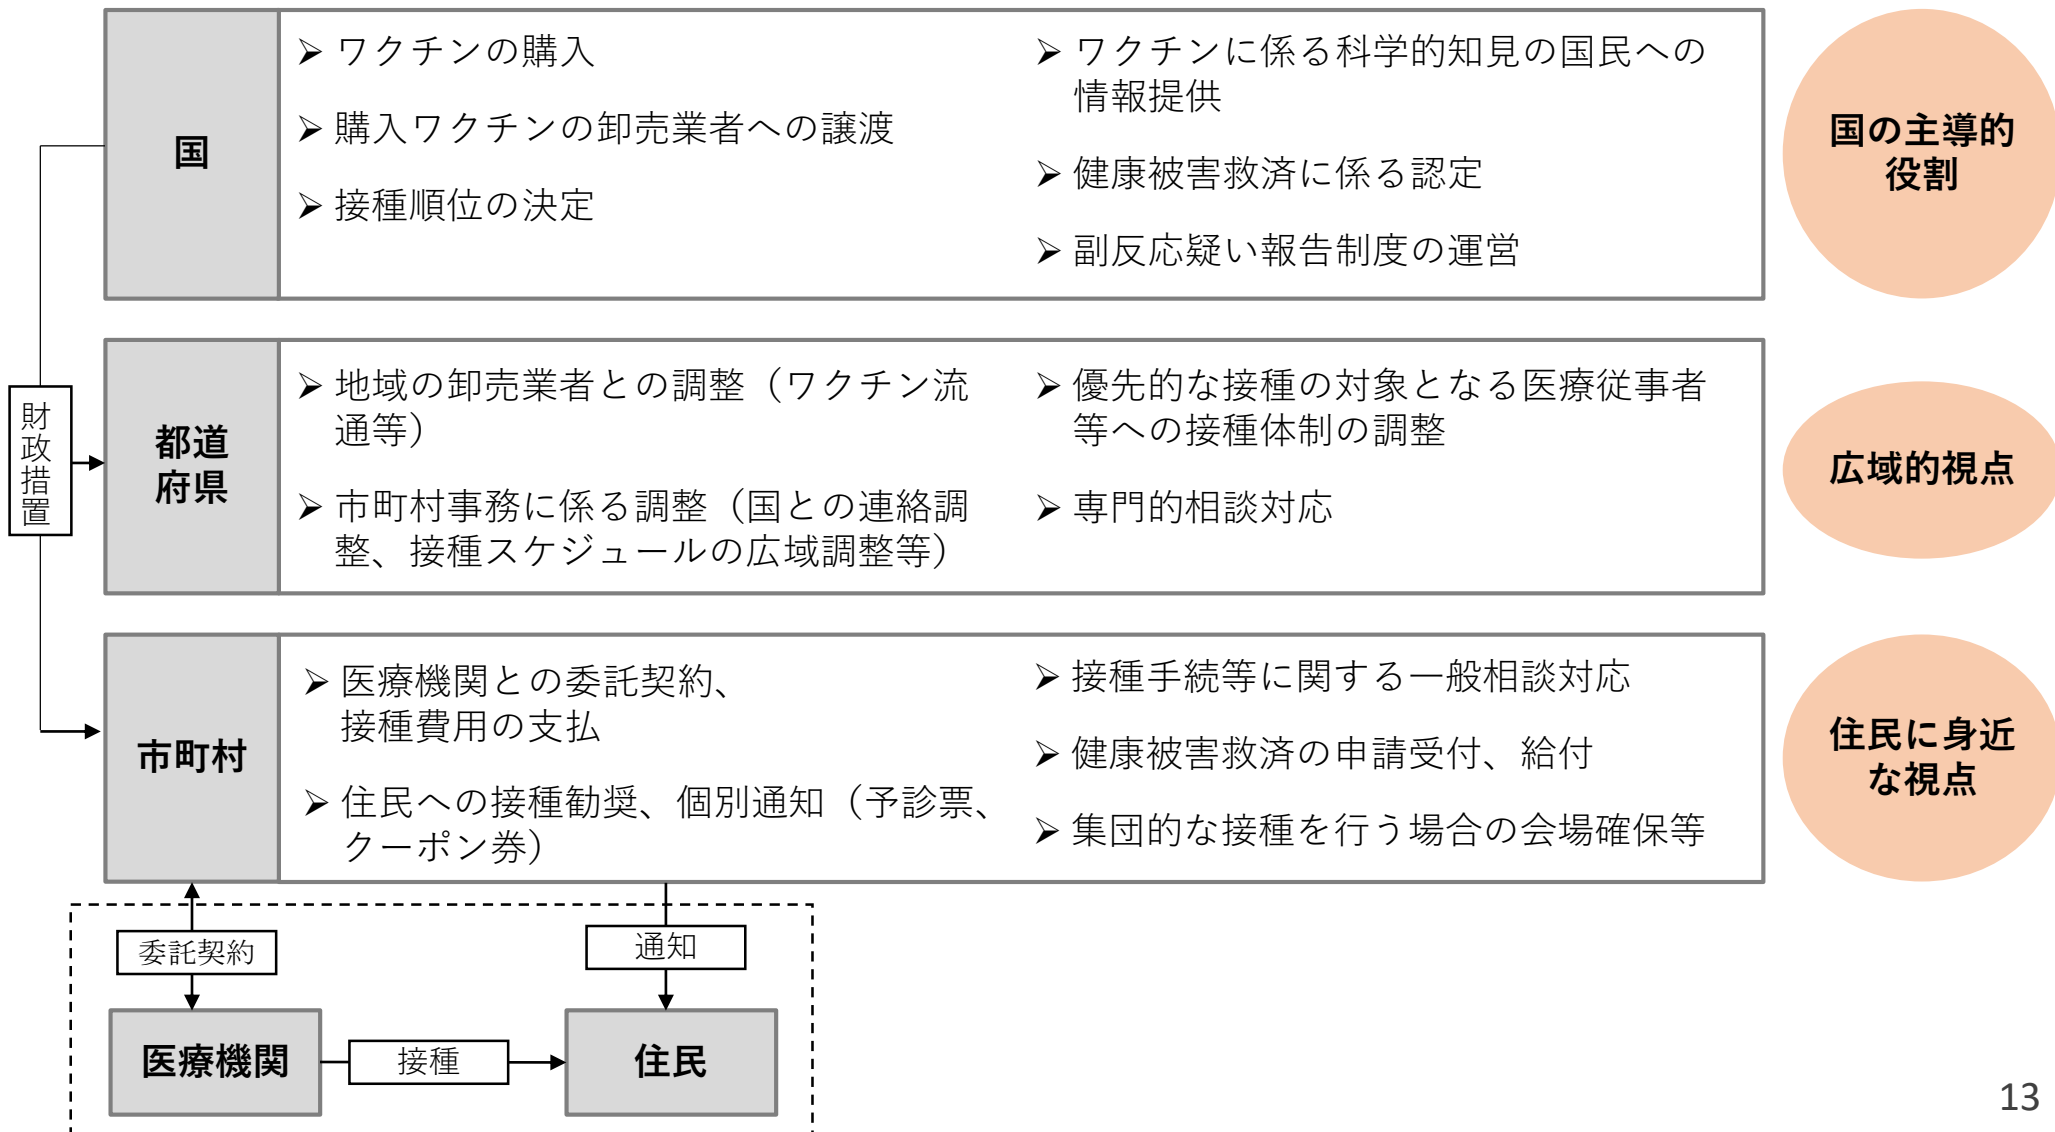 国
➢ ワクチンの購入
➢ 購入ワクチンの卸売業者への譲渡
➢ 接種順位の決定
➢ ワクチンに係る科学的知見の国民への
情報提供
➢ 健康被害救済に係る認定
➢ 副反応疑い報告制度の運営
国の主導的
役割
財政措置
都道
府県
➢ 地域の卸売業者との調整（ワクチン流
通等）
➢ 市町村事務に係る調整（国との連絡調
整、接種スケジュールの広域調整等）
➢ 優先的な接種の対象となる医療従事者
等への接種体制の調整
➢ 専門的相談対応
広域的視点
市町村
➢ 医療機関との委託契約、
接種費用の支払
➢ 住民への接種勧奨、個別通知（予診票、
クーポン券）
➢ 接種手続等に関する一般相談対応
➢ 健康被害救済の申請受付、給付
➢ 集団的な接種を行う場合の会場確保等
住民に身近
な視点
委託契約
通知
医療機関
接種
住民
13